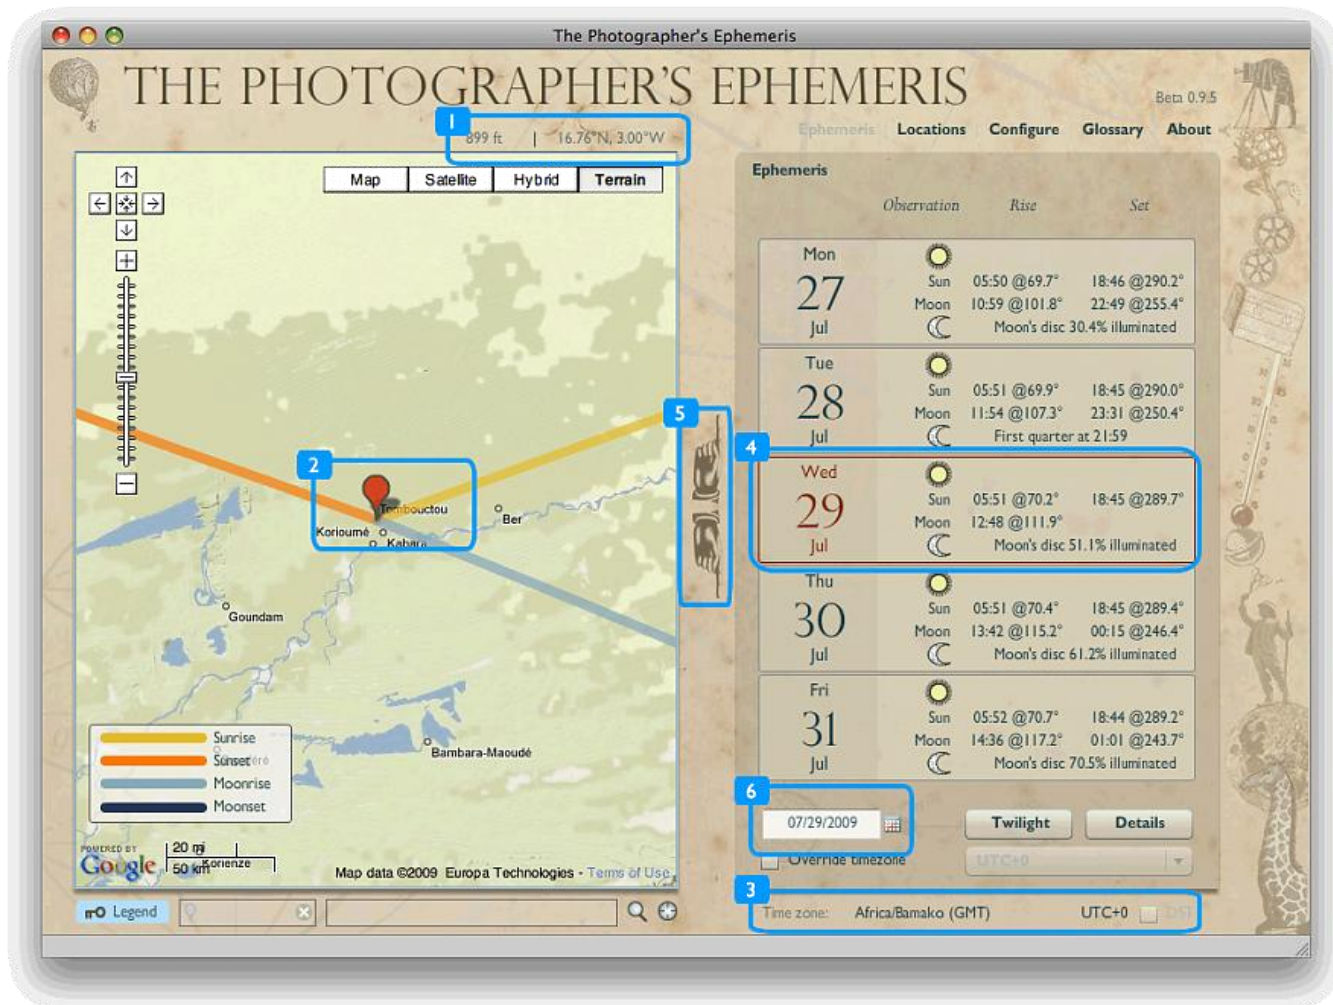 The Photographer's Ephemeris
THE PHOTOGRAPHER'S EPHEMERIS
Beta 0.9.5
1
899 ft | 16.76°N, 3.00°W
Ephemeris Locations Configure Glossary About
Map Satellite Hybrid Terrain
5
2
Tombouctou
Ber
Korioumé
Kabara
Goundam
Bambara-Maoudé
Sunrise
Sunset
Moonrise
Moonset
POWERED BY
Google
20 mi
50 km
Korienze
Map data ©2009 Europa Technologies - Terms of Use
Legend
Ephemeris
Observation Rise Set
Mon
27
Jul
Sun 05:50 @69.7° 18:46 @290.2°
Moon 10:59 @101.8° 22:49 @255.4°
Moon's disc 30.4% illuminated
Tue
28
Jul
Sun 05:51 @69.9° 18:45 @290.0°
Moon 11:54 @107.3° 23:31 @250.4°
First quarter at 21:59
4
Wed
29
Jul
Sun 05:51 @70.2° 18:45 @289.7°
Moon 12:48 @111.9°
Moon's disc 51.1% illuminated
Thu
30
Jul
Sun 05:51 @70.4° 18:45 @289.4°
Moon 13:42 @115.2° 00:15 @246.4°
Moon's disc 61.2% illuminated
Fri
31
Jul
Sun 05:52 @70.7° 18:44 @289.2°
Moon 14:36 @117.2° 01:01 @243.7°
Moon's disc 70.5% illuminated
6
07/29/2009
Twilight Details
Override timezone
UTC+0
3
Time zone: Africa/Bamako (GMT) UTC+0 DST